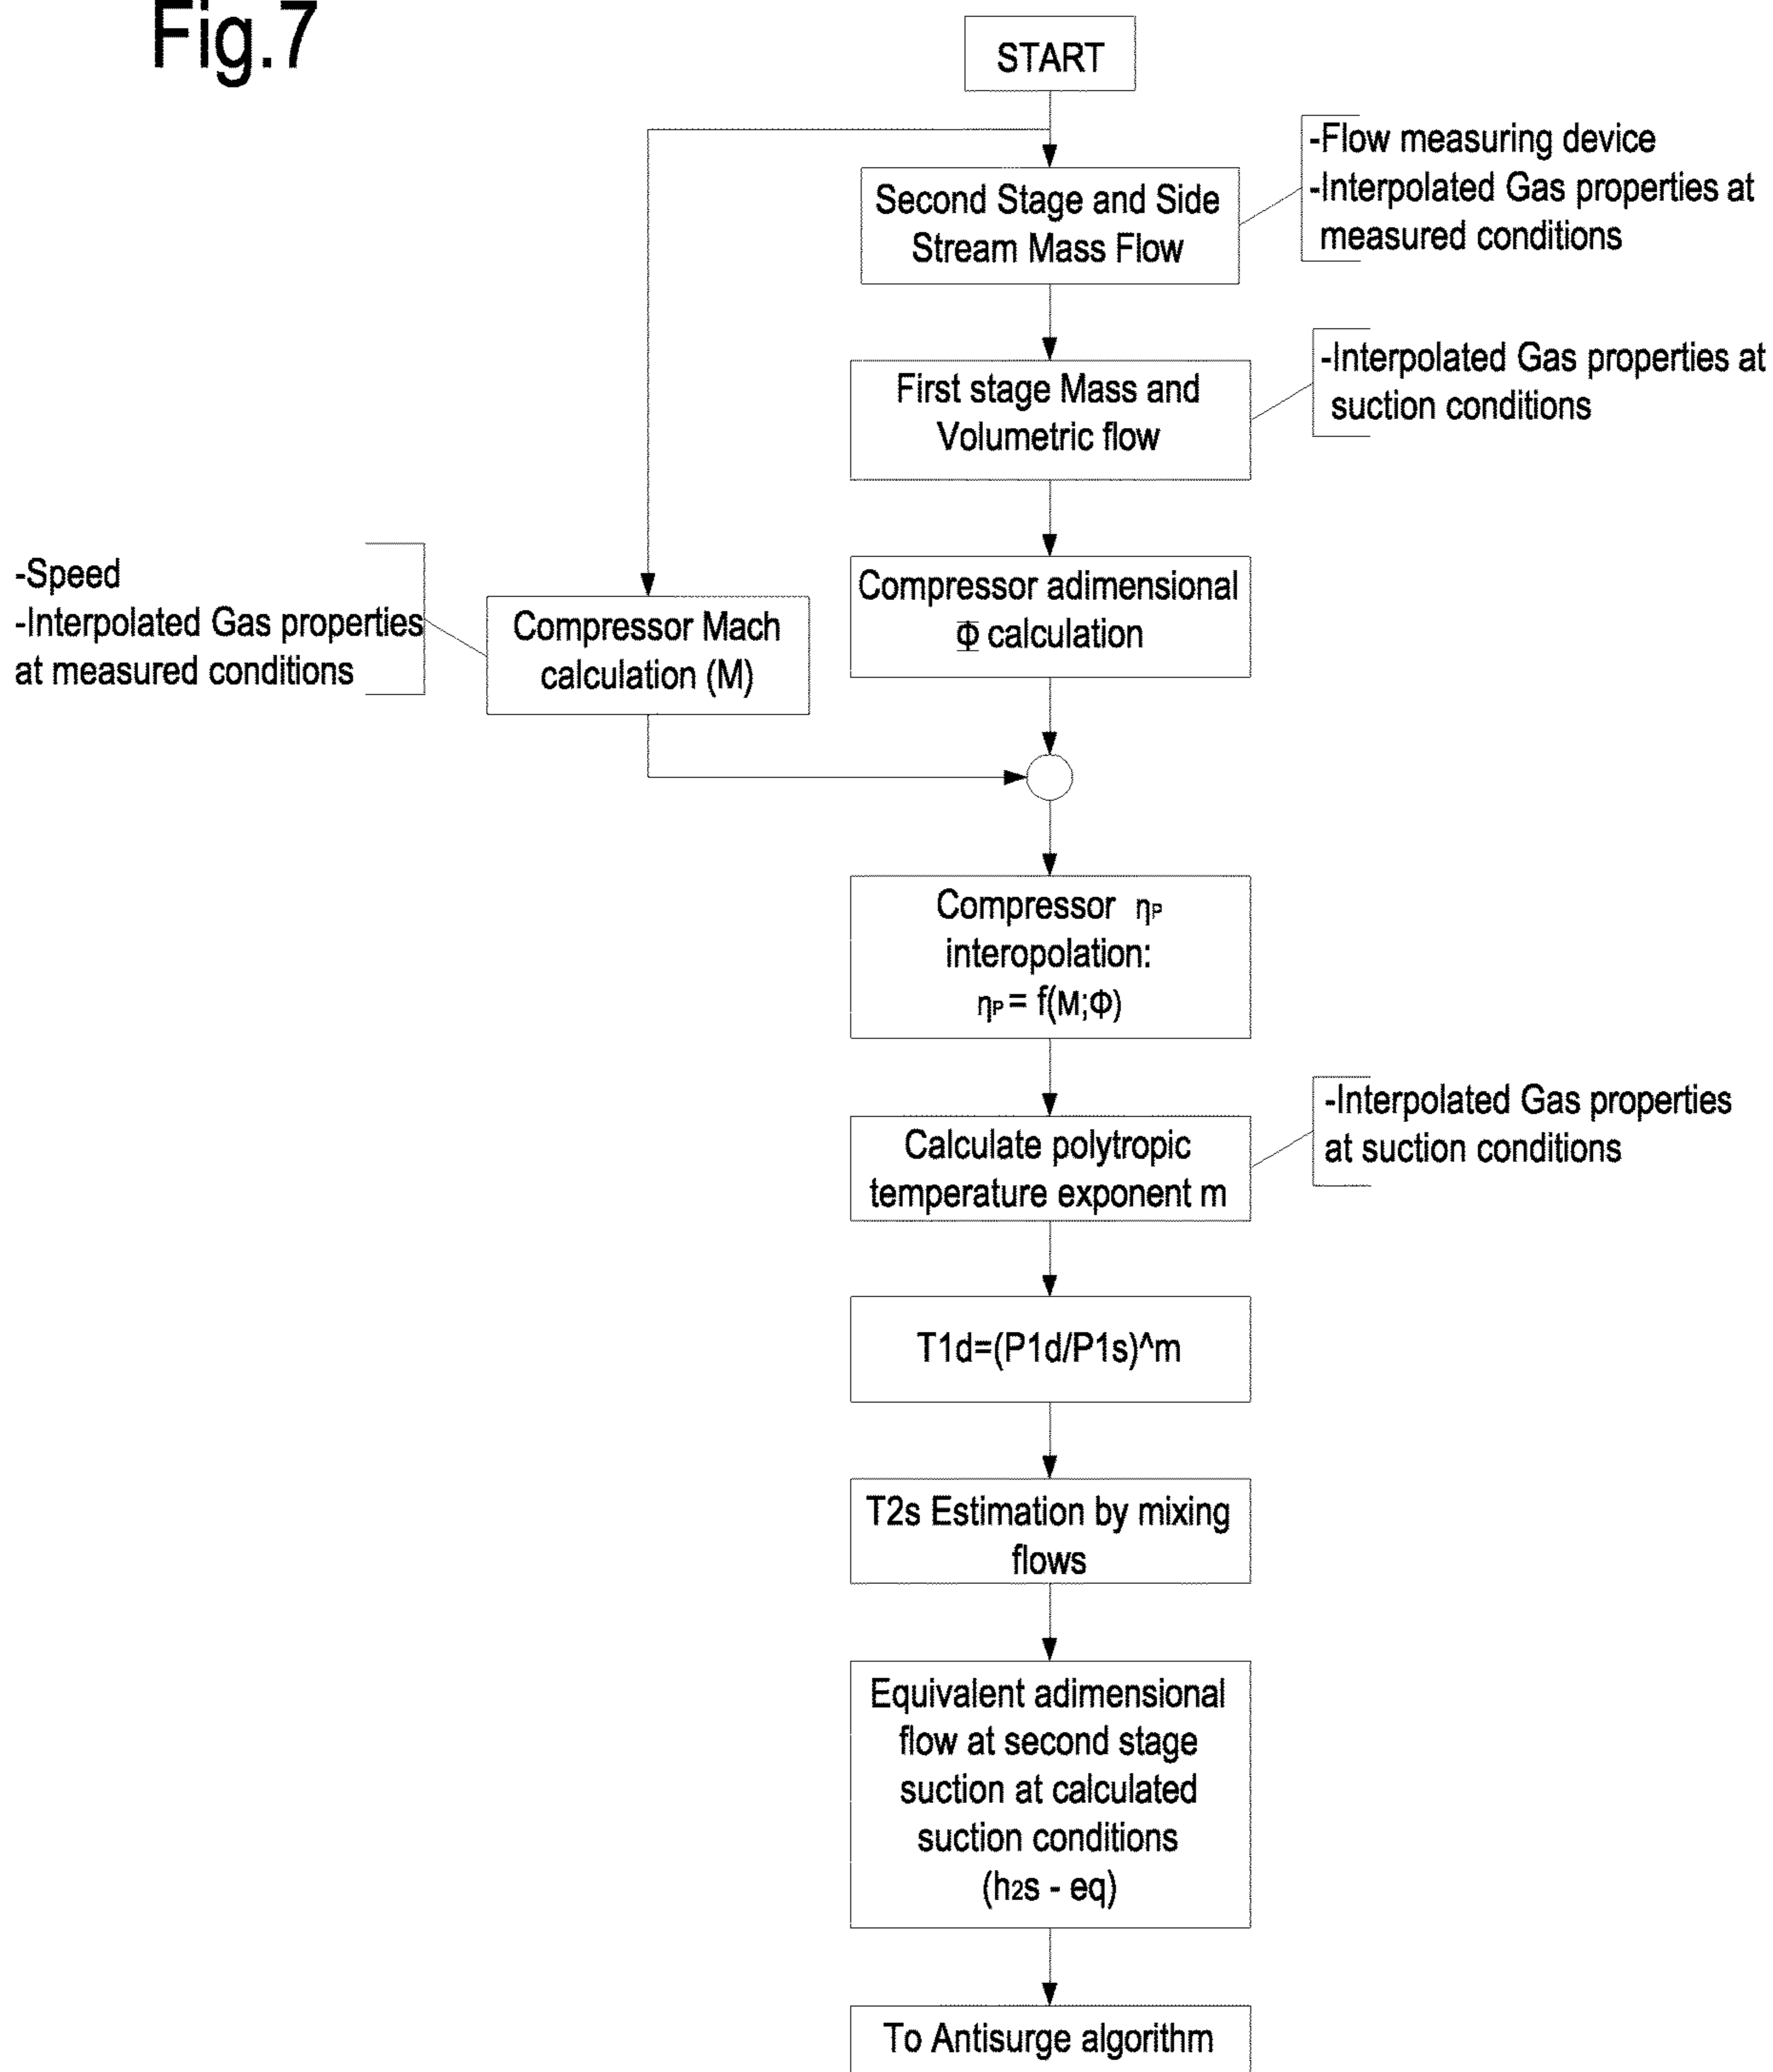 Fig.7
START
-Flow measuring device
-Interpolated Gas properties at
measured conditions
Second Stage and Side
Stream Mass Flow
-Interpolated Gas properties at
suction conditions
First stage Mass and
Volumetric flow
Compressor adimensional
Φ calculation
-Speed
-Interpolated Gas properties
at measured conditions
Compressor Mach
calculation (M)
Compressor ηP
interopolation:
ηP = f(M;Φ)
Calculate polytropic
temperature exponent m
-Interpolated Gas properties
at suction conditions
T1d=(P1d/P1s)^m
T2s Estimation by mixing
flows
Equivalent adimensional
flow at second stage
suction at calculated
suction conditions
(h2s - eq)
To Antisurge algorithm